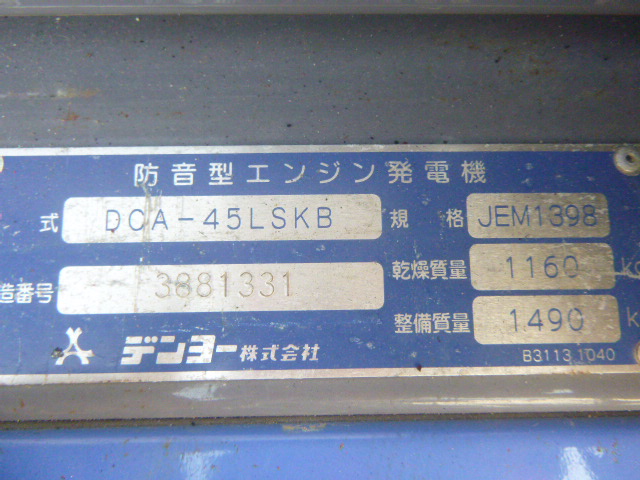 防音型エンジン発電機
式 DCA-45LSKB 規格 JEM1398
乾燥質量 1160 kg
造番号 3881331
整備質量 1490 k
デンヨー株式会社
B3113 1040